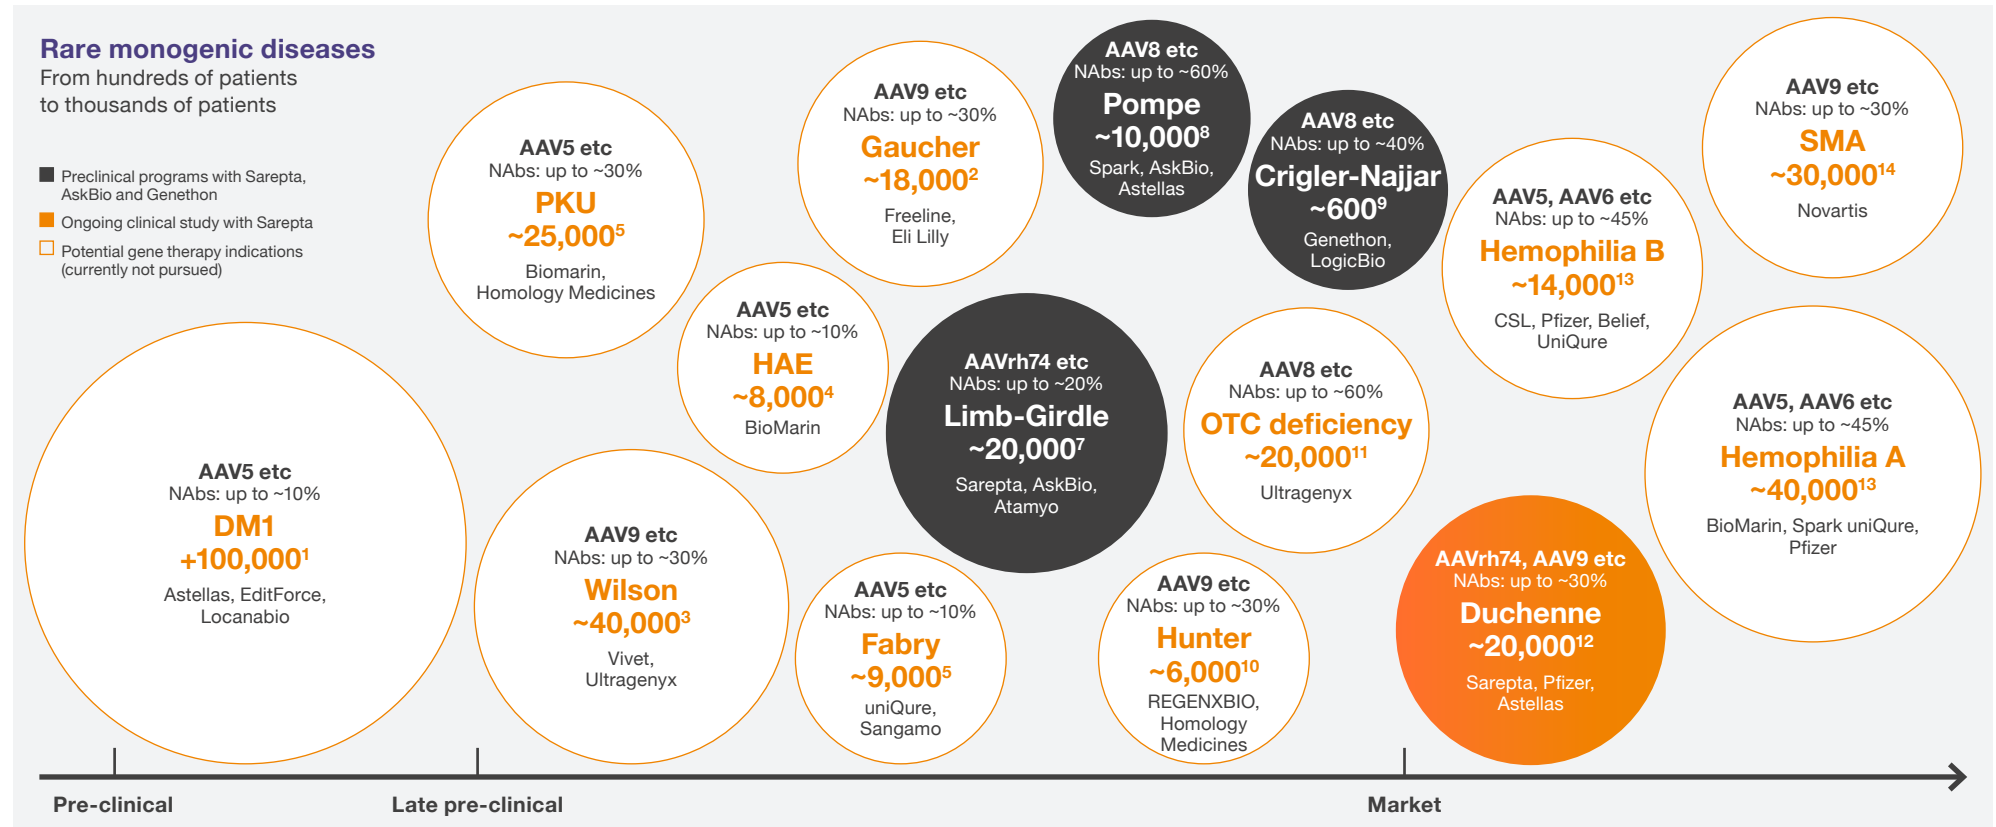 Rare monogenic diseases
From hundreds of patients
to thousands of patients
Preclinical programs with Sarepta,
AskBio and Genethon
Ongoing clinical study with Sarepta
Potential gene therapy indications
(currently not pursued)
AAV5 etc
NAbs: up to ~10%
DM1
+100,000¹
Astellas, EditForce,
Locanabio
AAV5 etc
NAbs: up to ~30%
PKU
~25,000⁵
Biomarin,
Homology Medicines
AAV9 etc
NAbs: up to ~30%
Wilson
~40,000³
Vivet,
Ultragenyx
AAV5 etc
NAbs: up to ~10%
HAE
~8,000⁴
BioMarin
AAV9 etc
NAbs: up to ~30%
Gaucher
~18,000²
Freeline,
Eli Lilly
AAV5 etc
NAbs: up to ~10%
Fabry
~9,000⁵
uniQure,
Sangamo
AAVrh74 etc
NAbs: up to ~20%
Limb-Girdle
~20,000⁷
Sarepta, AskBio,
Atamyo
AAV8 etc
NAbs: up to ~60%
Pompe
~10,000⁸
Spark, AskBio,
Astellas
AAV8 etc
NAbs: up to ~40%
Crigler-Najjar
~600⁹
Genethon,
LogicBio
AAV9 etc
NAbs: up to ~30%
Hunter
~6,000¹⁰
REGENXBIO,
Homology
Medicines
AAV8 etc
NAbs: up to ~60%
OTC deficiency
~20,000¹¹
Ultragenyx
AAVrh74, AAV9 etc
NAbs: up to ~30%
Duchenne
~20,000¹²
Sarepta, Pfizer,
Astellas
AAV5, AAV6 etc
NAbs: up to ~45%
Hemophilia B
~14,000¹³
CSL, Pfizer, Belief,
UniQure
AAV9 etc
NAbs: up to ~30%
SMA
~30,000¹⁴
Novartis
AAV5, AAV6 etc
NAbs: up to ~45%
Hemophilia A
~40,000¹³
BioMarin, Spark uniQure,
Pfizer
Pre-clinical
Late pre-clinical
Market